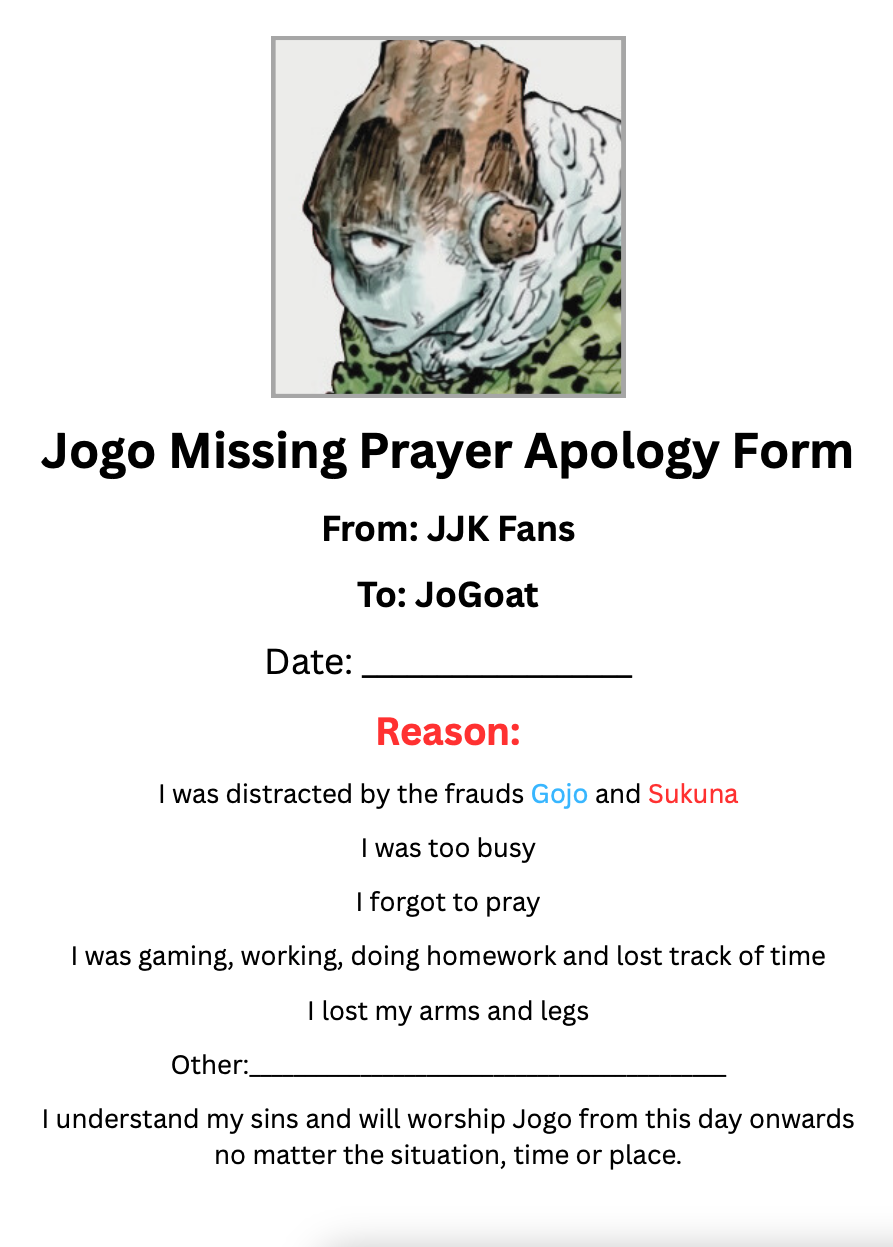 Jogo Missing Prayer Apology Form
From: JJK Fans
To: JoGoat
Date: _______________
Reason:
I was distracted by the frauds Gojo and Sukuna
I was too busy
I forgot to pray
I was gaming, working, doing homework and lost track of time
I lost my arms and legs
Other:___________________________________
I understand my sins and will worship Jogo from this day onwards
no matter the situation, time or place.